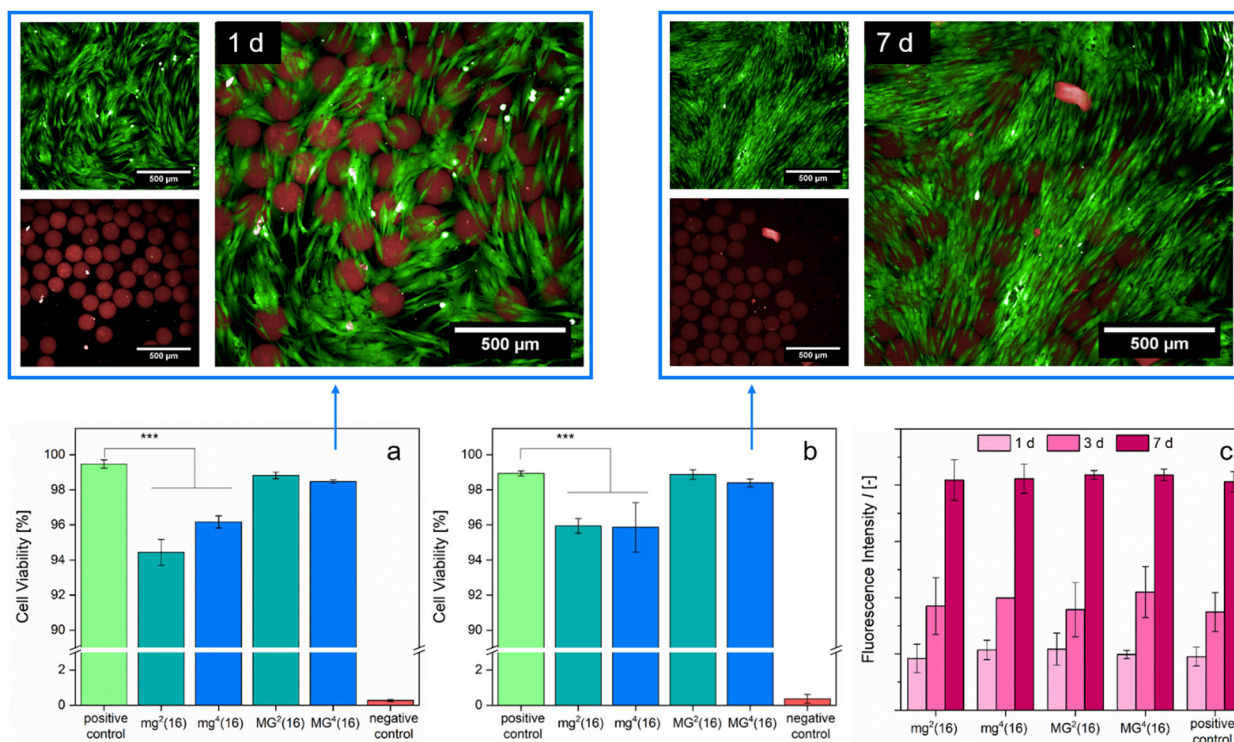 1 d
500 µm
500 µm
500 µm
7 d
500 µm
500 µm
500 µm
a
***
Cell Viability [%]
100
98
96
94
92
90
2
0
positive control
mg²(16)
mg⁴(16)
MG²(16)
MG⁴(16)
negative control
b
***
Cell Viability [%]
100
98
96
94
92
90
2
0
positive control
mg²(16)
mg⁴(16)
MG²(16)
MG⁴(16)
negative control
1 d 3 d 7 d
c
Fluorescence Intensity / [-]
mg²(16)
mg⁴(16)
MG²(16)
MG⁴(16)
positive control